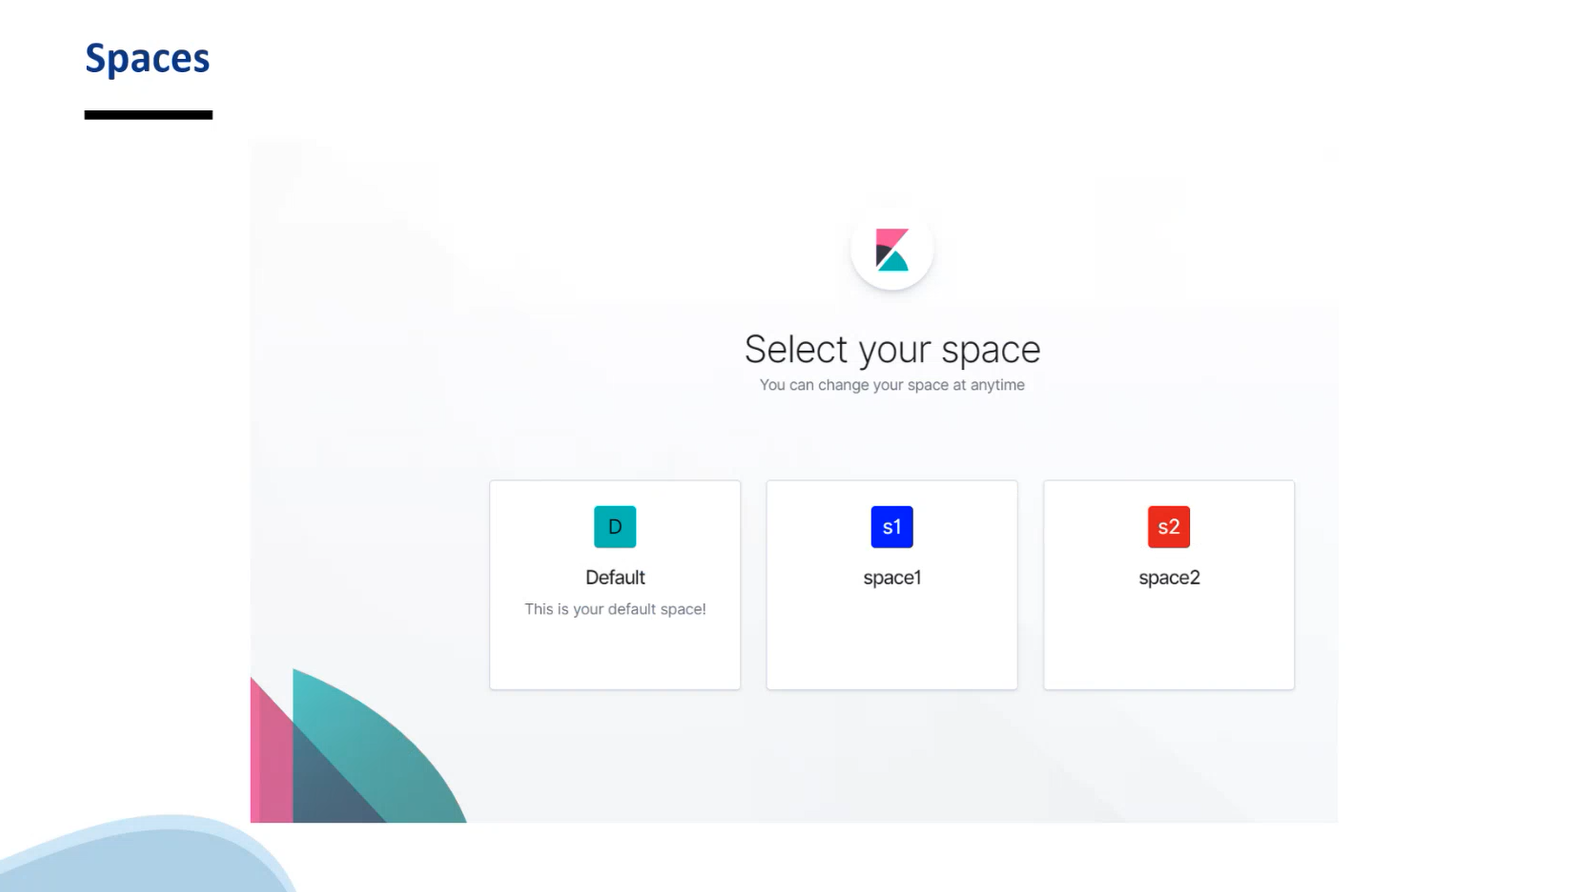 Spaces
Select your space
You can change your space at anytime
D
s1
s2
Default
space1
space2
This is your default space!